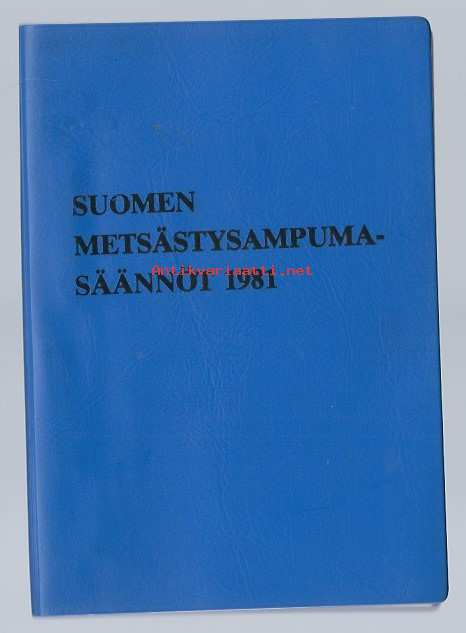 SUOMEN
METSÄSTYSAMPUMA-
Antikvariaatti.net
SÄÄNNÖT 1981